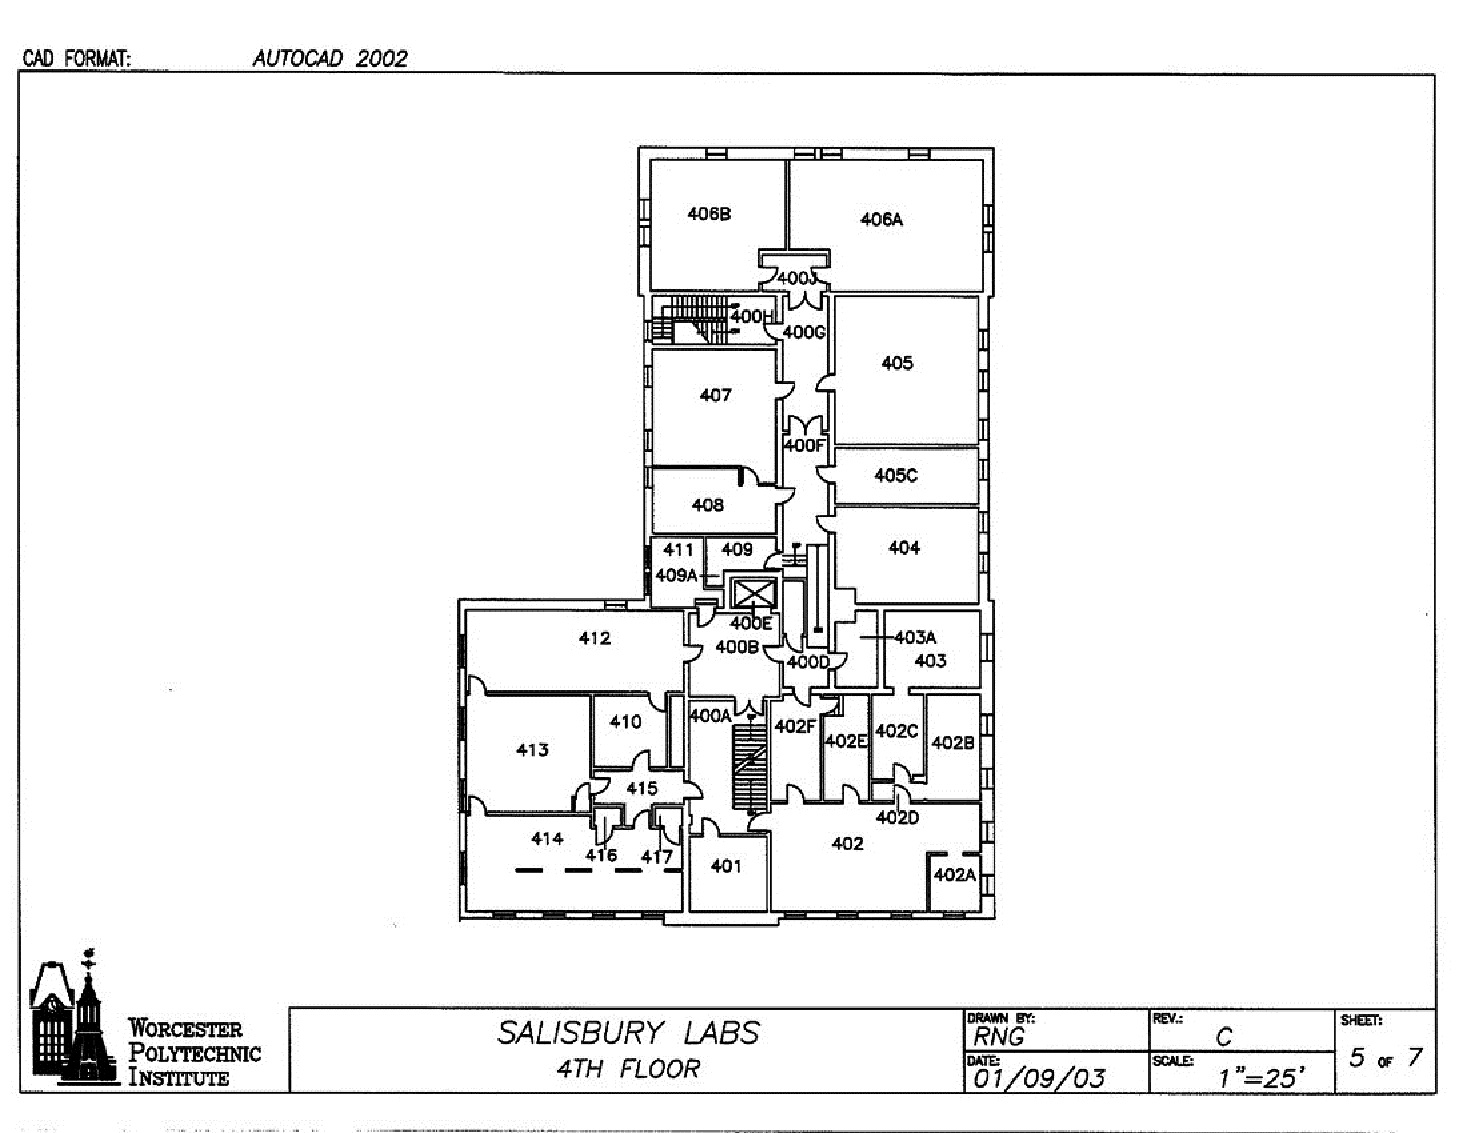 CAD FORMAT: AUTOCAD 2002
406B
406A
400J
400H
400G
405
407
400F
405C
408
404
411
409
409A
400E
412
400B
403A
400D
403
410
400A
402F
402E
402C
402B
413
415
402D
414
416
417
402
401
402A
WORCESTER
POLYTECHNIC
INSTITUTE
SALISBURY LABS
4TH FLOOR
DRAWN BY:
RNG
DATE:
01/09/03
REV.:
C
SCALE:
1"=25'
SHEET:
5 OF 7